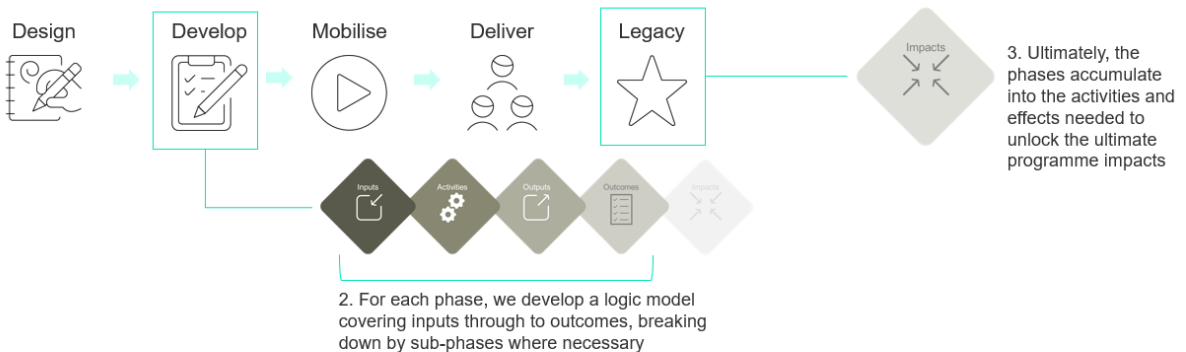 Design
Develop
Mobilise
Deliver
Legacy
Impacts
3. Ultimately, the
phases accumulate
into the activities and
effects needed to
unlock the ultimate
programme impacts
Inputs
Activities
Outputs
Outcomes
Impacts
2. For each phase, we develop a logic model
covering inputs through to outcomes, breaking
down by sub-phases where necessary